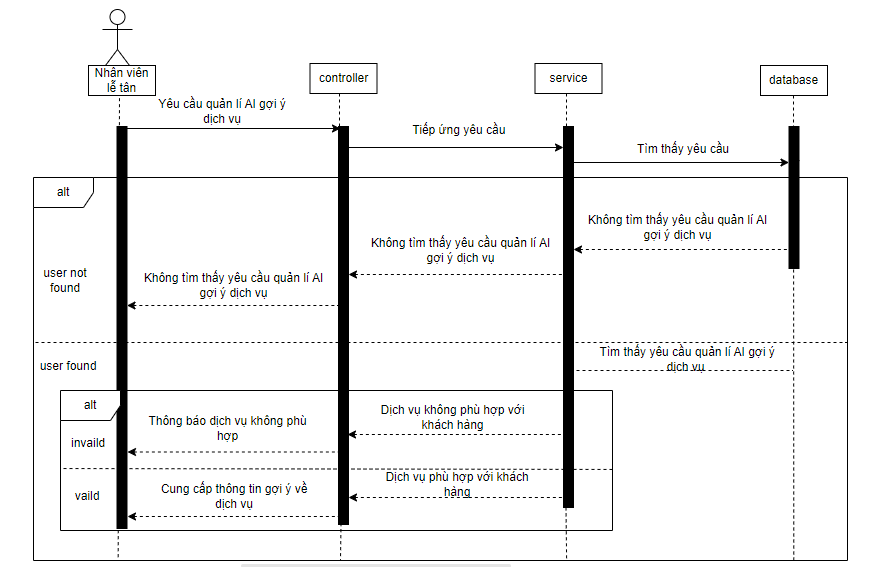 Nhân viên
lễ tân
controller
service
database
Yêu cầu quản lí AI gợi ý
dịch vụ
Tiếp ứng yêu cầu
Tìm thấy yêu cầu
alt
Không tìm thấy yêu cầu quản lí AI
gợi ý dịch vụ
Không tìm thấy yêu cầu quản lí AI
gợi ý dịch vụ
user not
found
Không tìm thấy yêu cầu quản lí AI
gợi ý dịch vụ
user found
Tìm thấy yêu cầu quản lí AI gợi ý
dịch vụ
alt
Dịch vụ không phù hợp với
khách hàng
Thông báo dịch vụ không phù
hợp
invaild
Dịch vụ phù hợp với khách
hàng
vaild
Cung cấp thông tin gợi ý về
dịch vụ